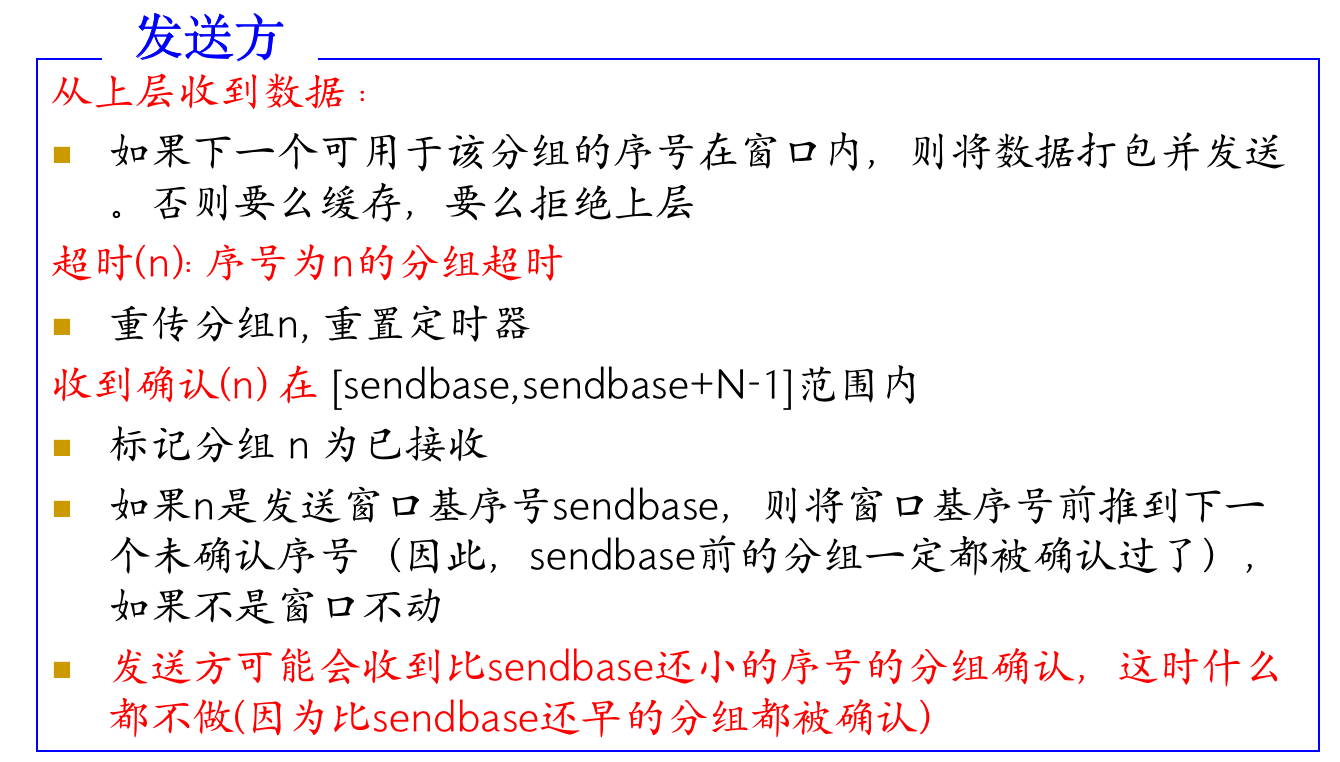 发送方
从上层收到数据：
■ 如果下一个可用于该分组的序号在窗口内，则将数据打包并发送
。否则要么缓存，要么拒绝上层
超时(n): 序号为n的分组超时
■ 重传分组n, 重置定时器
收到确认(n) 在 [sendbase,sendbase+N-1]范围内
■ 标记分组 n 为已接收
■ 如果n是发送窗口基序号sendbase，则将窗口基序号前推到下一
个未确认序号（因此，sendbase前的分组一定都被确认过了），
如果不是窗口不动
■ 发送方可能会收到比sendbase还小的序号的分组确认，这时什么
都不做(因为比sendbase还早的分组都被确认)